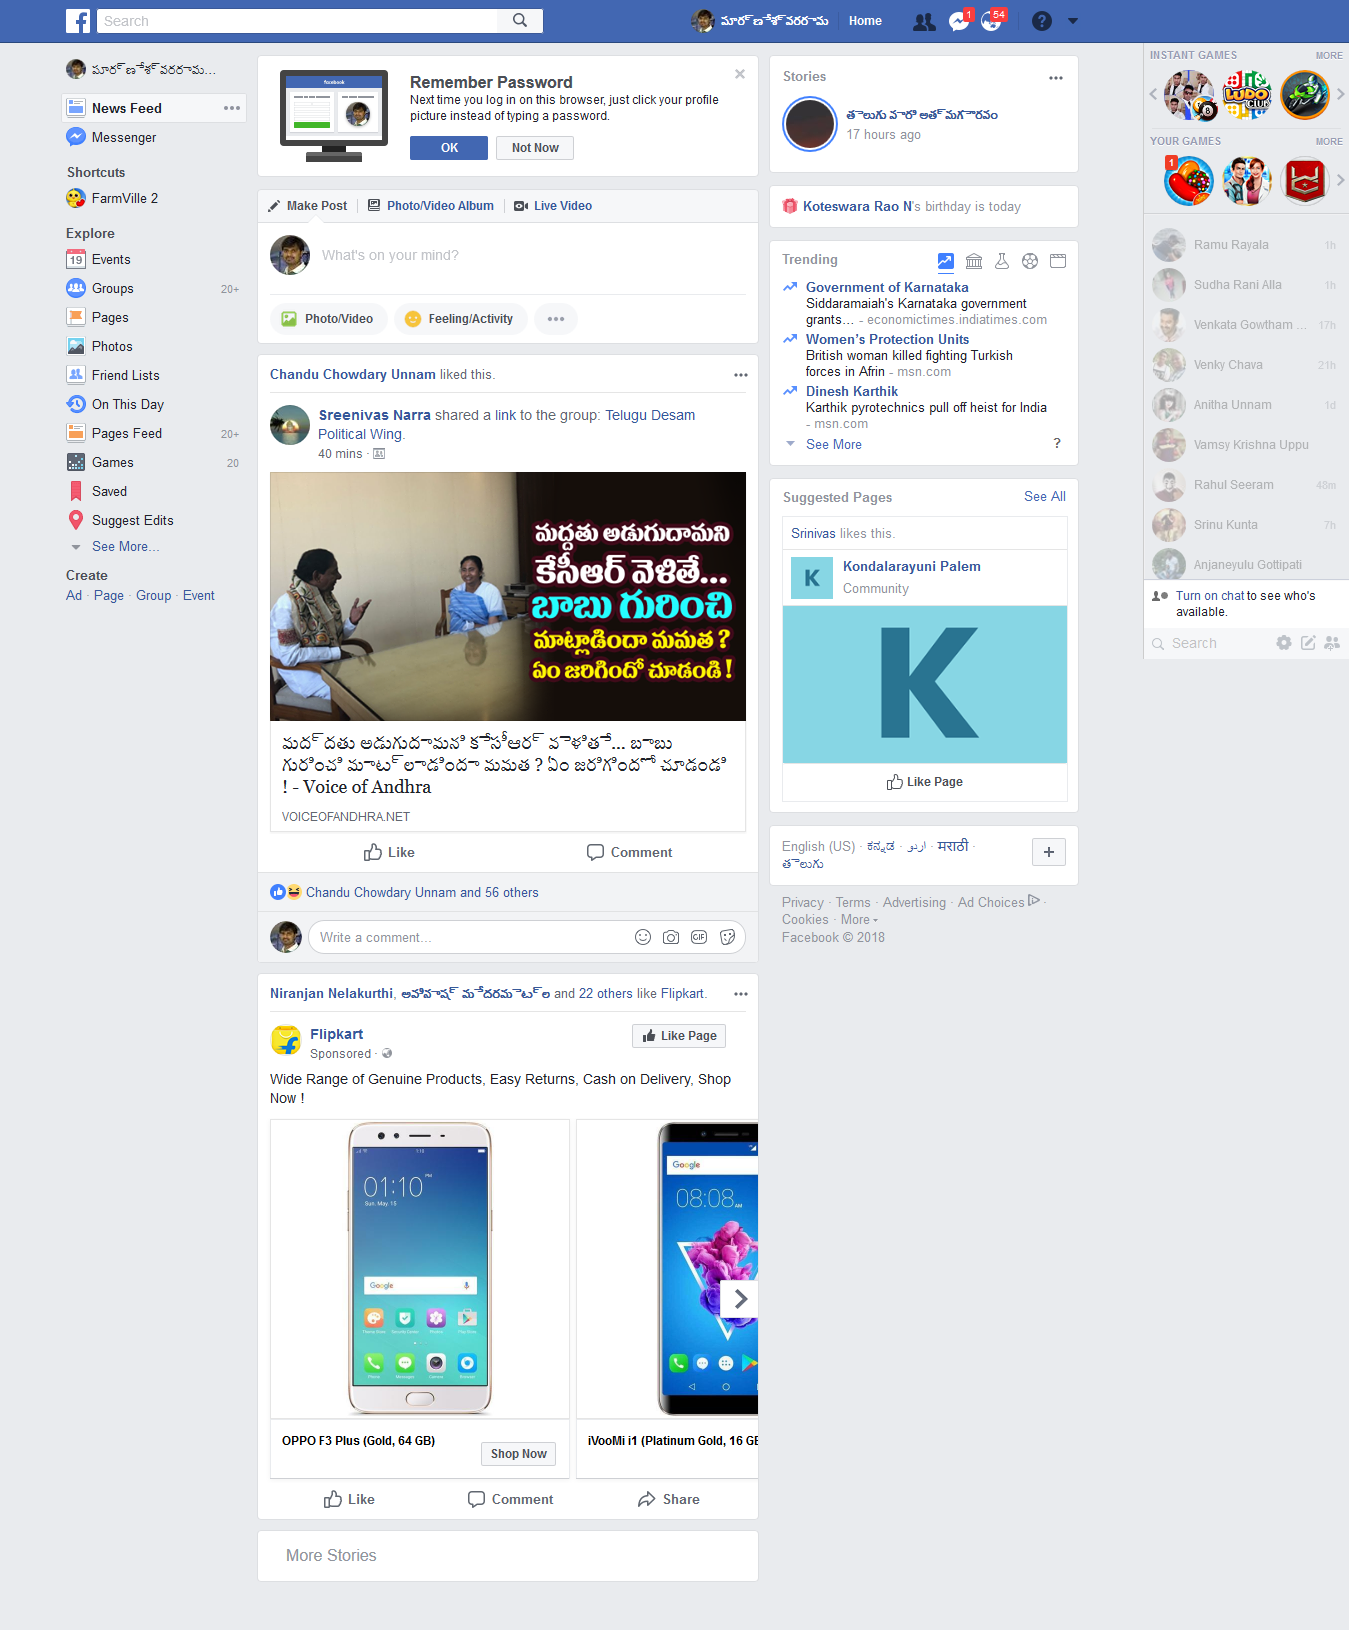 Search
పూర్ణేశ్వరరామ
Home
1
54
పూర్ణేశ్వరరామ...
News Feed
Messenger
Shortcuts
FarmVille 2
Explore
19
Events
Groups 20+
Pages
Photos
Friend Lists
On This Day
Pages Feed 20+
Games 20
Saved
Suggest Edits
See More...
Create
Ad · Page · Group · Event
facebook
Remember Password
Next time you log in on this browser, just click your profile
picture instead of typing a password.
OK Not Now
Make Post Photo/Video Album Live Video
What's on your mind?
Photo/Video Feeling/Activity
Chandu Chowdary Unnam liked this.
Sreenivas Narra shared a link to the group: Telugu Desam
Political Wing.
40 mins ·
మద్దతు అడుగుదామని
కేసీఆర్ వెళితే...
బాబు గురించి
మాట్లాడిందా మమత ?
ఏం జరిగిందో చూడండి !
మద్దతు అడుగుదామని కేసీఆర్ వెళితే... బాబు
గురించి మాట్లాడిందా మమత ? ఏం జరిగిందో చూడండి
! - Voice of Andhra
VOICEOFANDHRA.NET
Like Comment
Chandu Chowdary Unnam and 56 others
Write a comment...
GIF
Niranjan Nelakurthi, అవినాష్ మేదరమెట్ల and 22 others like Flipkart.
Flipkart
Sponsored ·
Like Page
Wide Range of Genuine Products, Easy Returns, Cash on Delivery, Shop
Now !
01:10 PM
Sun, May, 15
Google
08:08 AM
Google
OPPO F3 Plus (Gold, 64 GB)
Shop Now
iVooMi i1 (Platinum Gold, 16 GB
Like Comment Share
More Stories
Stories
తెలుగు వారి ఆత్మగౌరవం
17 hours ago
Koteswara Rao N's birthday is today
Trending
Government of Karnataka
Siddaramaiah's Karnataka government
grants... - economictimes.indiatimes.com
Women's Protection Units
British woman killed fighting Turkish
forces in Afrin - msn.com
Dinesh Karthik
Karthik pyrotechnics pull off heist for India
- msn.com
See More ?
Suggested Pages See All
Srinivas likes this.
K
Kondalarayuni Palem
Community
K
Like Page
English (US) · ಕನ್ನಡ · اردو · मराठी ·
తెలుగు
+
Privacy · Terms · Advertising · Ad Choices ·
Cookies · More
Facebook © 2018
INSTANT GAMES MORE
8
LUDO
CLUB
YOUR GAMES MORE
1
Ramu Rayala 1h
Sudha Rani Alla 1h
Venkata Gowtham ... 17h
Venky Chava 21h
Anitha Unnam 1d
Vamsy Krishna Uppu
Rahul Seeram 48m
Srinu Kunta 7h
Anjaneyulu Gottipati
Turn on chat to see who's
available.
Search